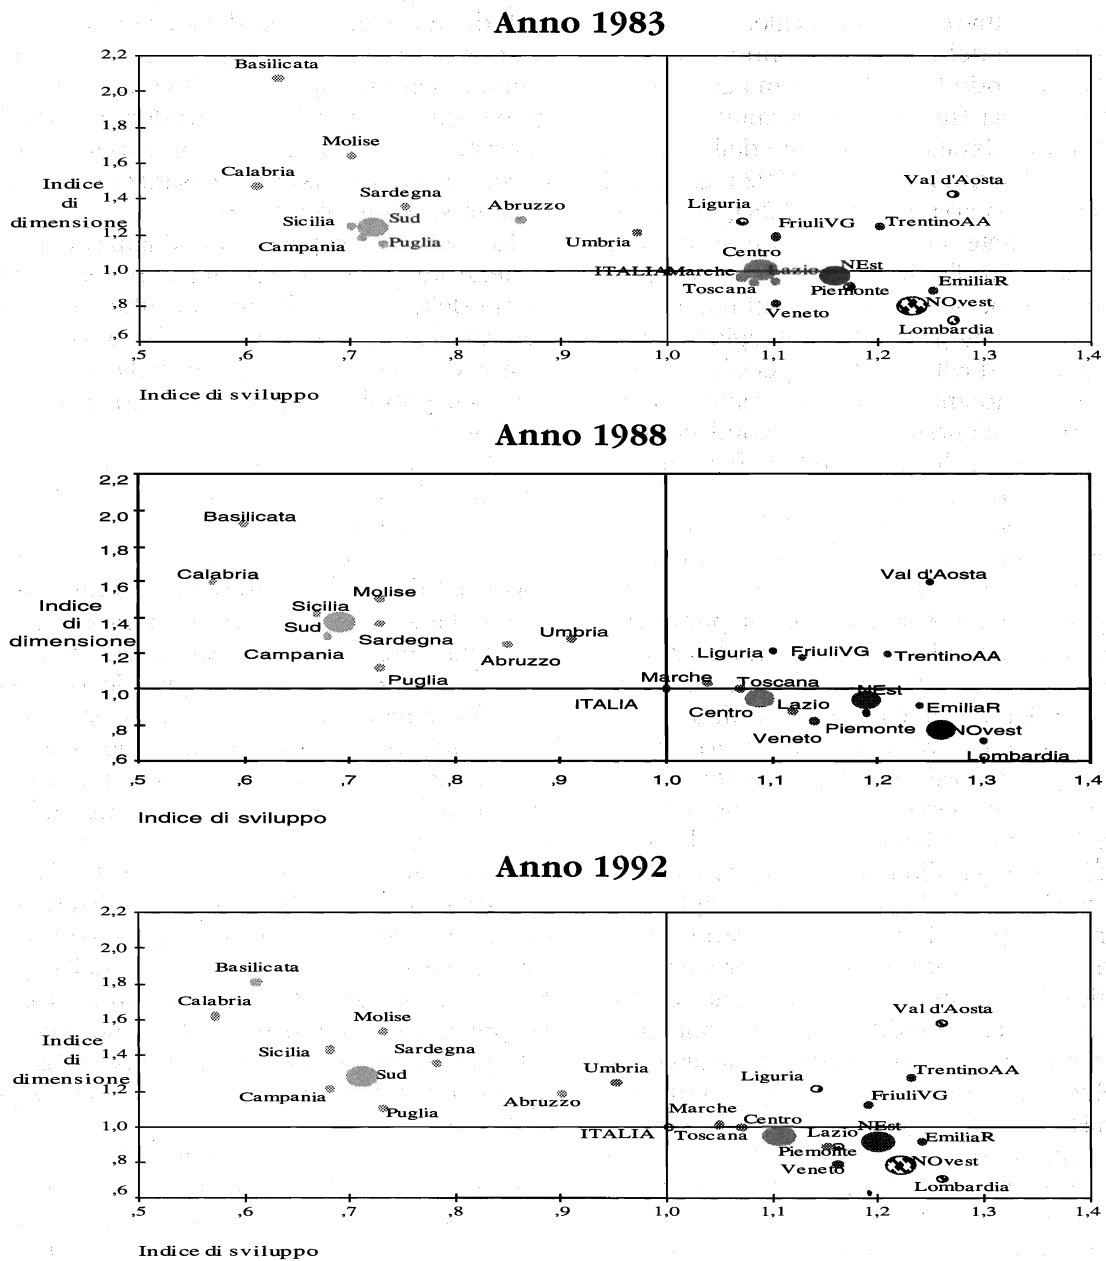 Anno 1983
2,2
Basilicata
2,0
1,8
Molise
1,6
Calabria
Val d'Aosta
Indice
di
dimensione
1,4
Sardegna
Abruzzo
Liguria
Sicilia
Sud
FriuliVG
TrentinoAA
1,2
Campania
Puglia
Umbria
Centro
NEst
1,0
ITALIA
Marche
Lazio
Toscana
Piemonte
EmiliaR
,8
Veneto
NOvest
Lombardia
,6
,5 ,7 ,8 ,9 1,0 1,1 1,2 1,3 1,4
Indice di sviluppo
Anno 1988
2,2
2,0
Basilicata
1,8
1,6
Calabria
Val d'Aosta
Molise
Indice
di
dimensione
Sicilia
1,4
Sud
Sardegna
Umbria
1,2
Campania
Abruzzo
Liguria
FriuliVG
TrentinoAA
Puglia
Marche
Toscana
1,0
NEst
ITALIA
Centro
Lazio
EmiliaR
,8
Veneto
Piemonte
NOvest
,6
Lombardia
,5 ,7 ,8 ,9 1,0 1,1 1,2 1,3 1,4
Indice di sviluppo
Anno 1992
2,2
2,0
Basilicata
1,8
Calabria
Val d'Aosta
1,6
Molise
Indice
di
dimensione
Sicilia
Sardegna
1,4
Sud
Umbria
Liguria
TrentinoAA
1,2
Campania
Abruzzo
FriuliVG
Puglia
Marche
Centro
1,0
ITALIA
Toscana
Lazio
NEst
EmiliaR
Piemonte
,8
Veneto
NOvest
Lombardia
,6
,5 ,7 ,8 ,9 1,0 1,1 1,2 1,3 1,4
Indice di sviluppo